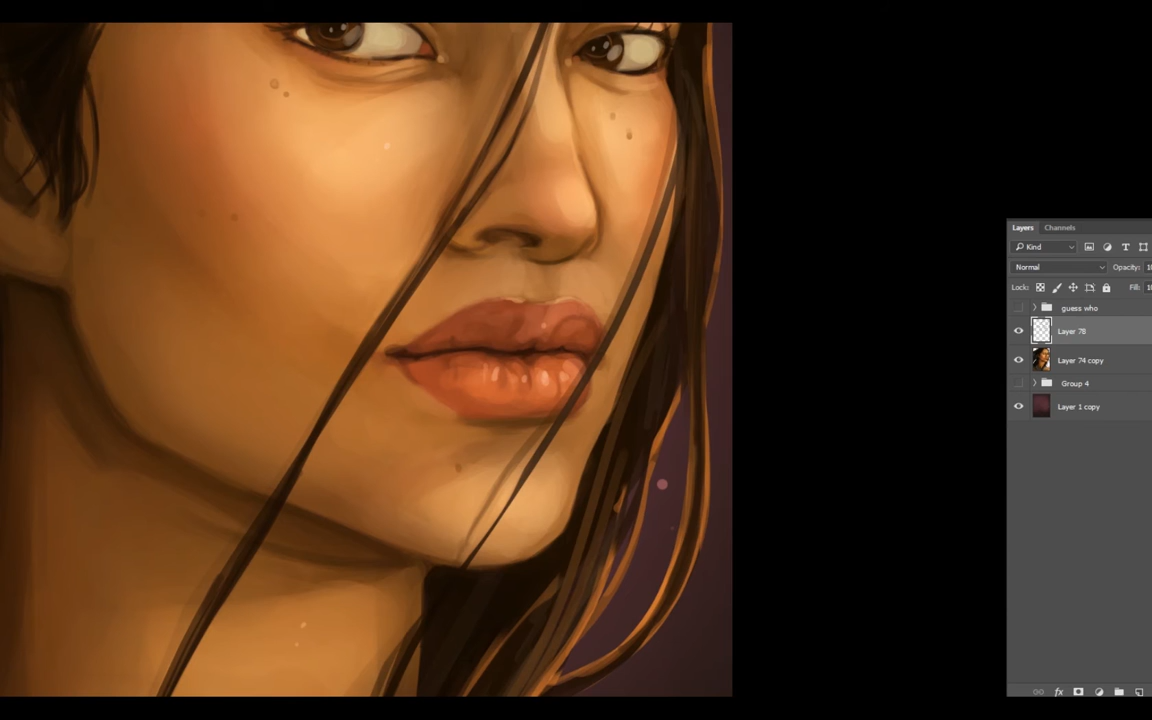 Layers Channels
Kind
Normal Opacity:
Lock: Fill:
guess who
Layer 78
Layer 74 copy
Group 4
Layer 1 copy
fx